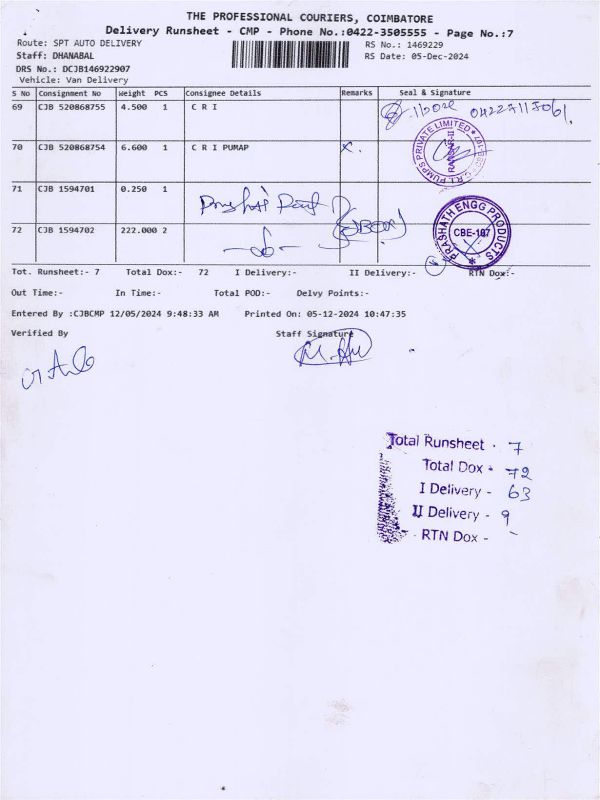 THE PROFESSIONAL COURIERS, COIMBATORE
Delivery Runsheet - CMP - Phone No.:0422-3505555 - Page No.:7
Route: SPT AUTO DELIVERY RS No.: 1469229
Staff: DHANABAL RS Date: 05-Dec-2024
DRS No.: DCJB146922907
Vehicle: Van Delivery
S No Consignment No Weight PCS Consignee Details Remarks Seal & Signature
69 CJB 520868755 4.500 1 C R I
70 CJB 520868754 6.600 1 C R I PUMAP
C.R.I. PUMPS PRIVATE LIMITED
71 CJB 1594701 0.250 1
72 CJB 1594702 222.000 2
PRASHATH ENGG PRODUCTS
CBE-107
Tot. Runsheet:- 7 Total Dox:- 72 I Delivery:- II Delivery:- RTN Dox:-
Out Time:- In Time:- Total POD:- Delvy Points:-
Entered By :CJBCMP 12/05/2024 9:48:33 AM Printed On: 05-12-2024 10:47:35
Verified By Staff Signature
Total Runsheet - 7
Total Dox - 72
I Delivery - 63
II Delivery - 9
RTN Dox - -